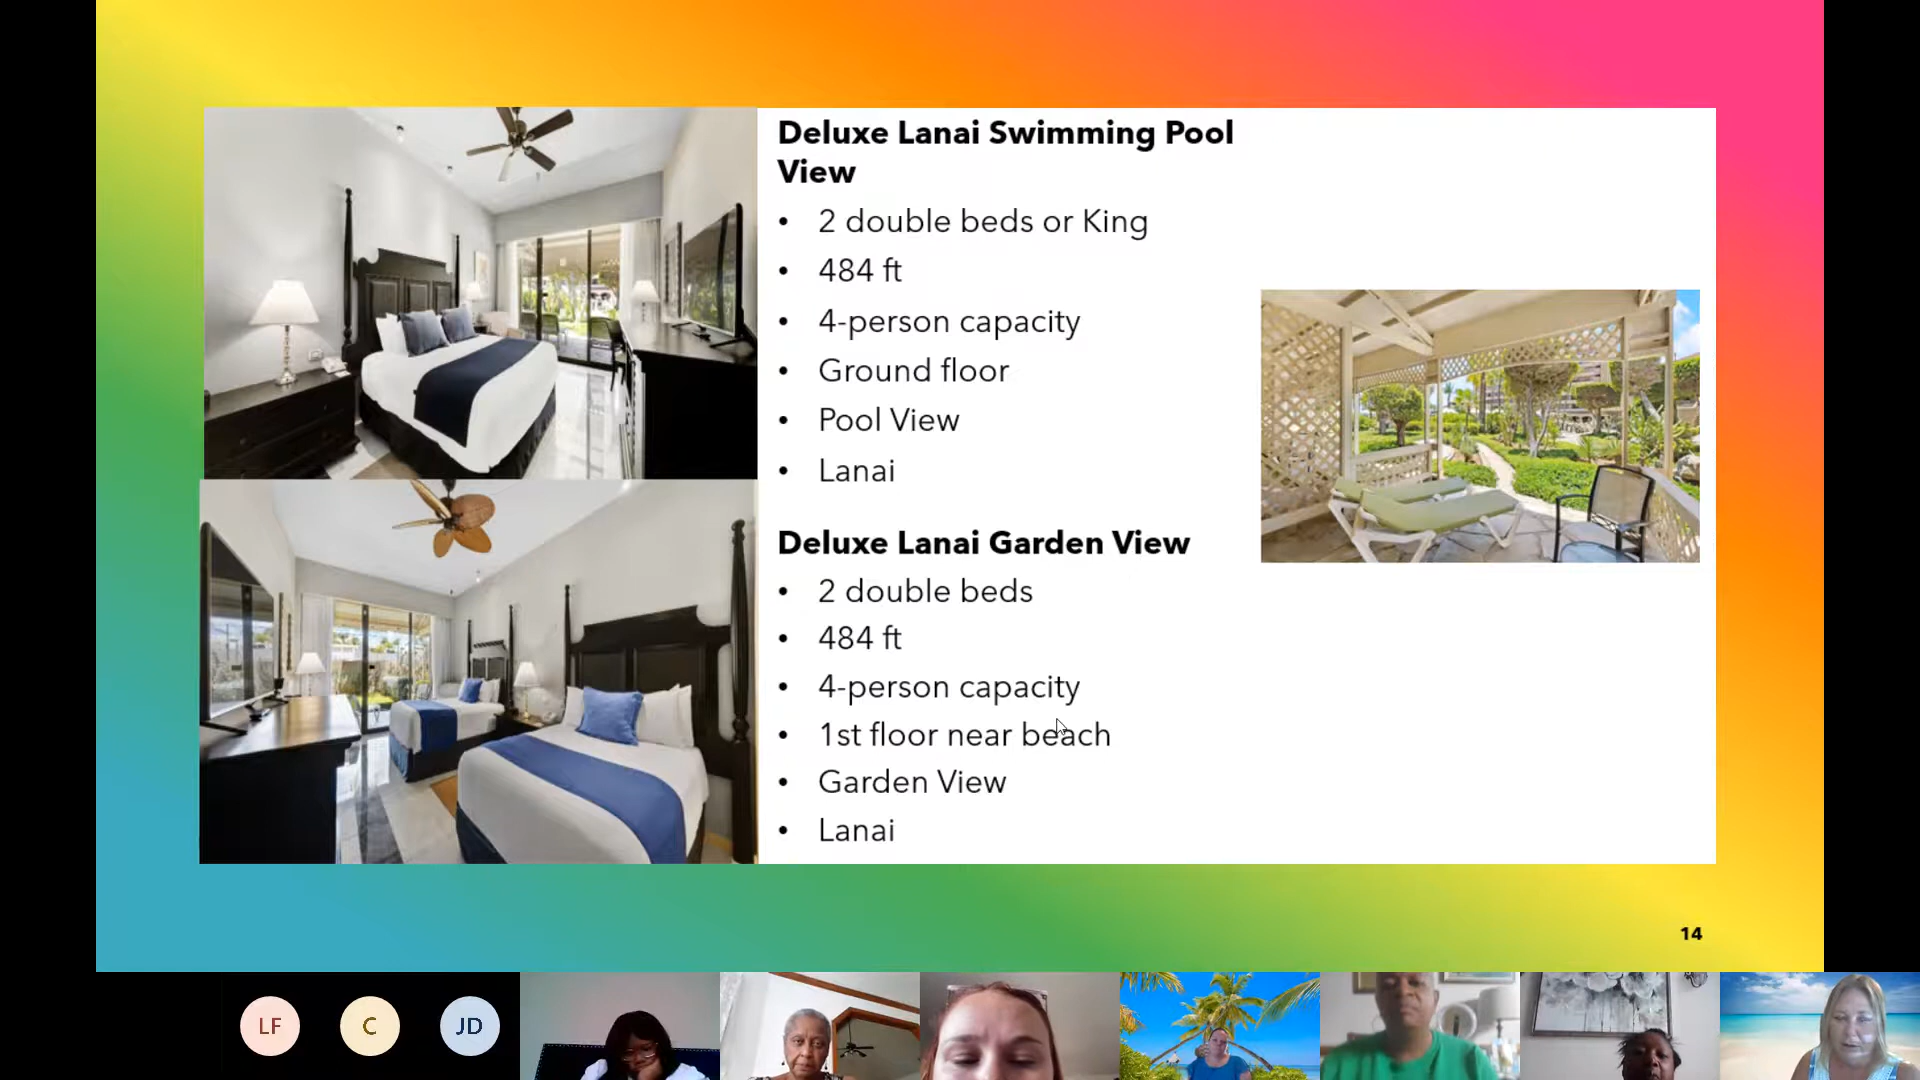 Deluxe Lanai Swimming Pool
View
• 2 double beds or King
• 484 ft
• 4-person capacity
• Ground floor
• Pool View
• Lanai
Deluxe Lanai Garden View
• 2 double beds
• 484 ft
• 4-person capacity
• 1st floor near beach
• Garden View
• Lanai
14
LF
C
JD